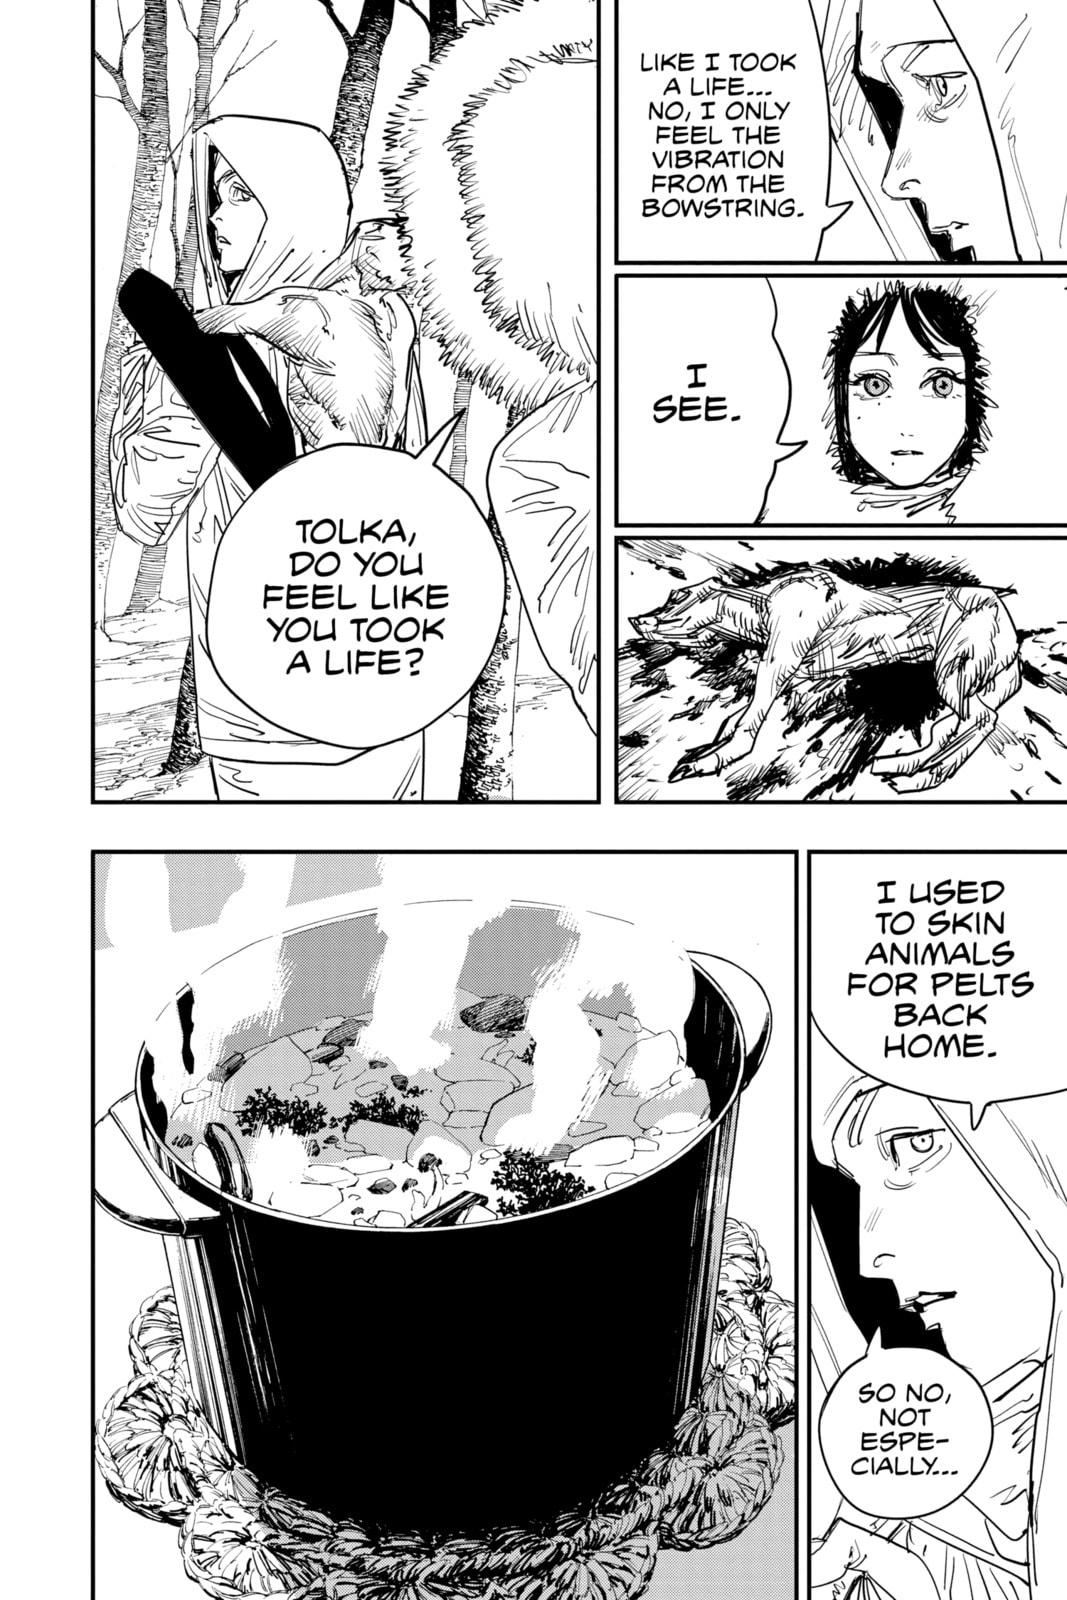 LIKE I TOOK
A LIFE...
NO, I ONLY
FEEL THE
VIBRATION
FROM THE
BOWSTRING.
I
SEE.
TOLKA,
DO YOU
FEEL LIKE
YOU TOOK
A LIFE?
I USED
TO SKIN
ANIMALS
FOR PELTS
BACK
HOME.
SO NO,
NOT
ESPE-
CIALLY...